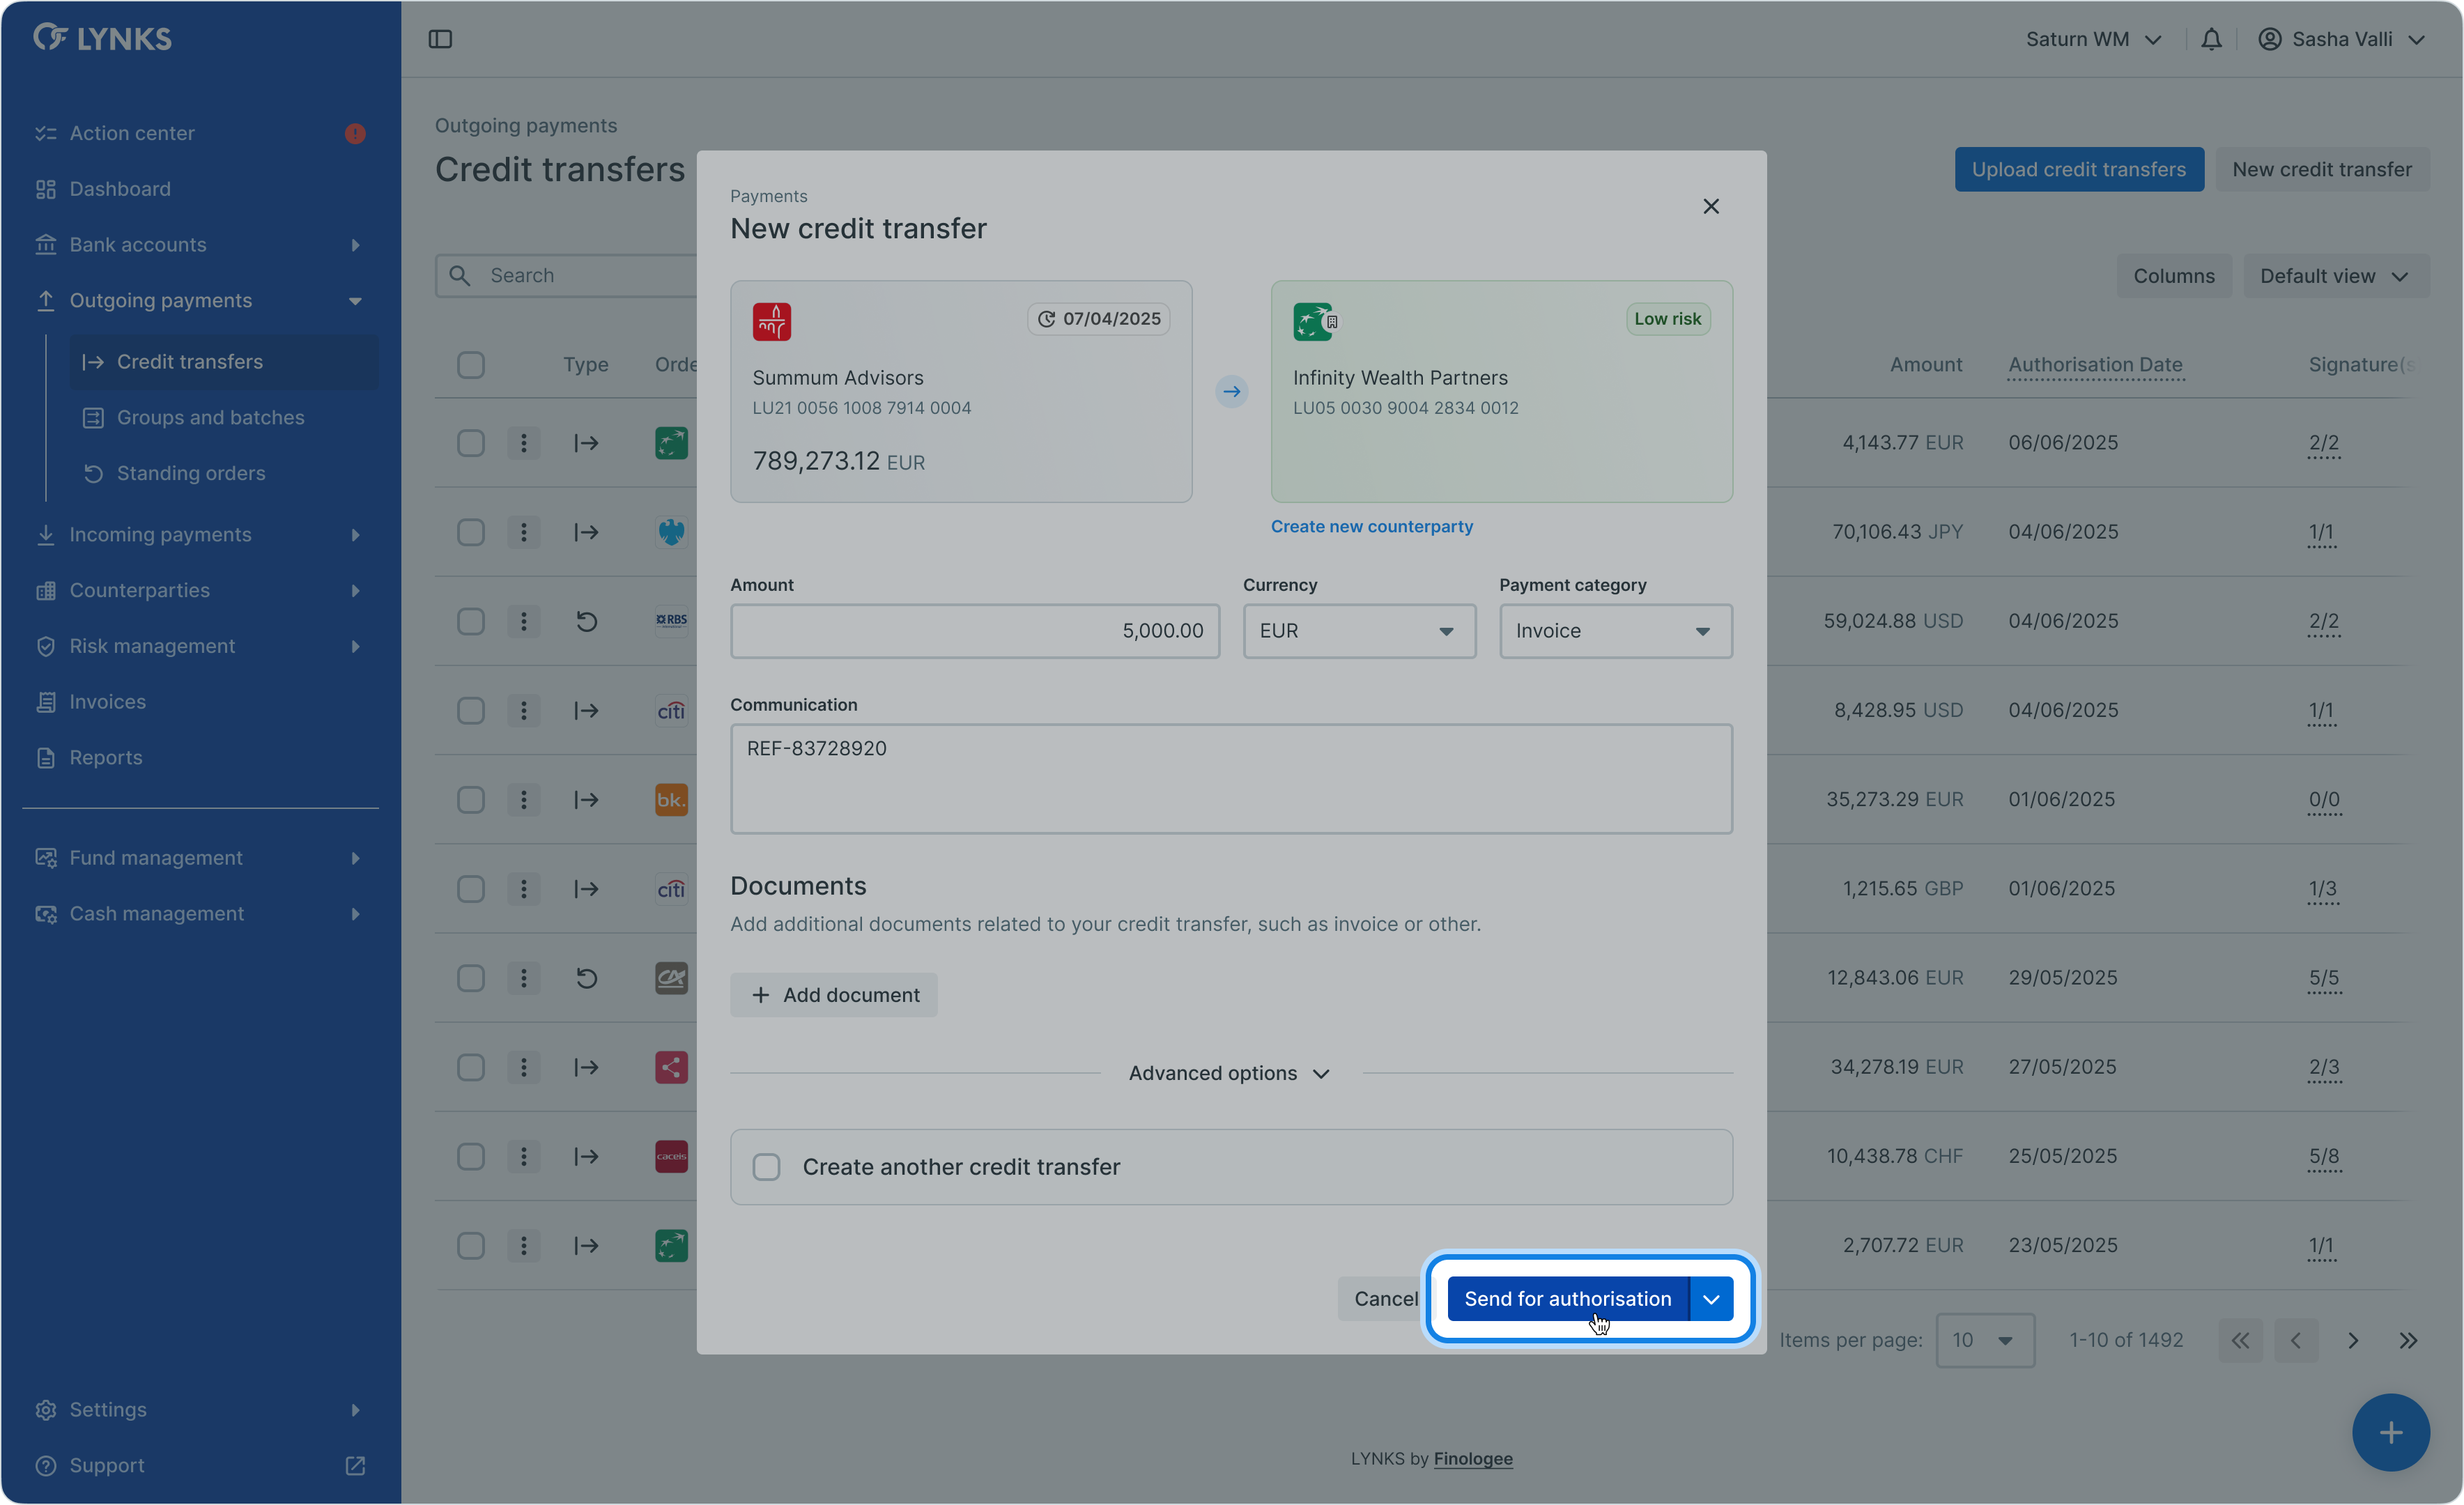 LYNKS
Saturn WM
Sasha Valli
Action center
Dashboard
Bank accounts
Outgoing payments
Credit transfers
Groups and batches
Standing orders
Incoming payments
Counterparties
Risk management
Invoices
Reports
Fund management
Cash management
Settings
Support
Outgoing payments
Credit transfers
Upload credit transfers
New credit transfer
Search
Columns
Default view
Type
Orde
Amount
Authorisation Date
Signature(s
4,143.77 EUR 06/06/2025 2/2
70,106.43 JPY 04/06/2025 1/1
RBS
59,024.88 USD 04/06/2025 2/2
citi
8,428.95 USD 04/06/2025 1/1
bk.
35,273.29 EUR 01/06/2025 0/0
citi
1,215.65 GBP 01/06/2025 1/3
CA
12,843.06 EUR 29/05/2025 5/5
34,278.19 EUR 27/05/2025 2/3
caceis
10,438.78 CHF 25/05/2025 5/8
2,707.72 EUR 23/05/2025 1/1
Payments
New credit transfer
07/04/2025
Summum Advisors
LU21 0056 1008 7914 0004
789,273.12 EUR
Low risk
Infinity Wealth Partners
LU05 0030 9004 2834 0012
Create new counterparty
Amount
Currency
Payment category
5,000.00
EUR
Invoice
Communication
REF-83728920
Documents
Add additional documents related to your credit transfer, such as invoice or other.
Add document
Advanced options
Create another credit transfer
Cancel
Send for authorisation
Items per page: 10
1-10 of 1492
LYNKS by Finologee